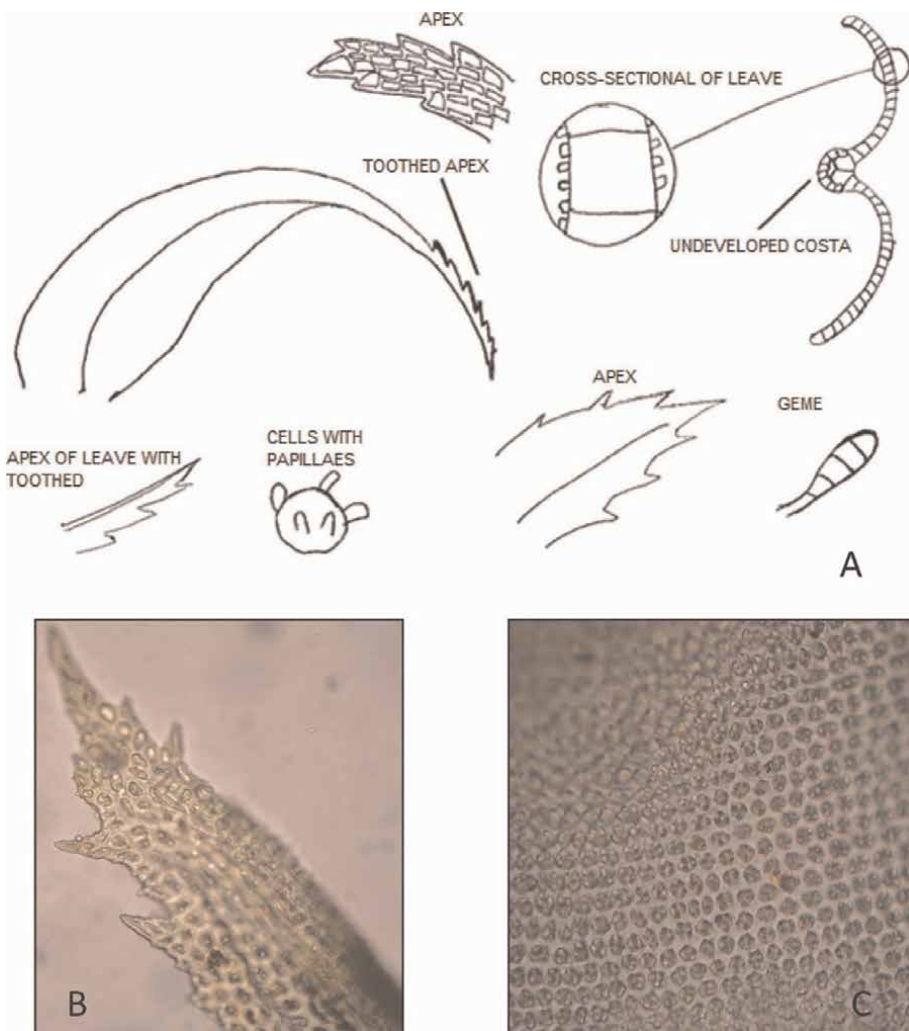 APEX
CROSS-SECTIONAL OF LEAVE
TOOTHED APEX
UNDEVELOPED COSTA
APEX
GEME
APEX OF LEAVE WITH
TOOTHED
CELLS WITH
PAPILLAES
A
B
C